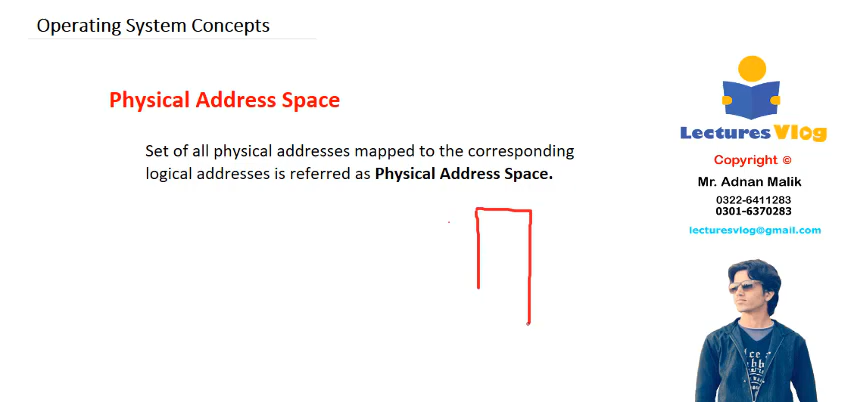 Operating System Concepts
Physical Address Space
Set of all physical addresses mapped to the corresponding
logical addresses is referred as Physical Address Space.
Lectures Vlog
Copyright ©
Mr. Adnan Malik
0322-6411283
0301-6370283
lecturesvlog@gmail.com